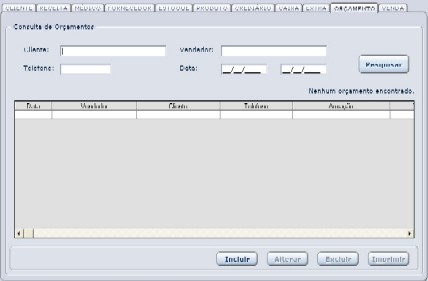 CLIENTE RECEITA MÉDICO FORNECEDOR ESTOQUE PRODUTO CREDIÁRIO CAIXA EXTRA ORÇAMENTO VENDA
Consulta de Orçamentos
Cliente: Vendedor:
Telefone: Data: __/__/____ __/__/____ Pesquisar
Nenhum orçamento encontrado.
Data Vendedor Cliente Telefone Armação
Incluir Alterar Excluir Imprimir